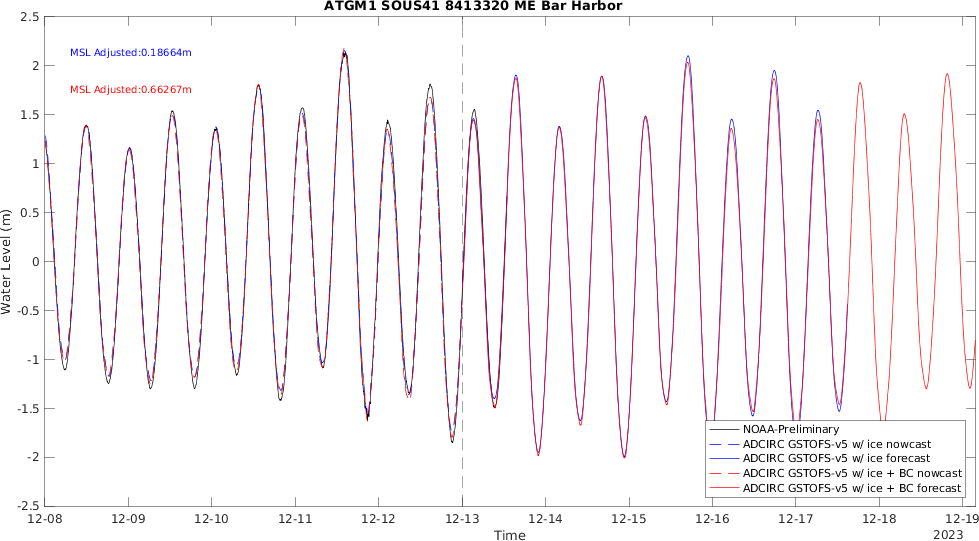 ATGM1 SOUS41 8413320 ME Bar Harbor
2.5
2
1.5
1
0.5
0
-0.5
-1
-1.5
-2
-2.5
Water Level (m)
MSL Adjusted:0.18664m
MSL Adjusted:0.66267m
NOAA-Preliminary
ADCIRC GSTOFS-v5 w/ ice nowcast
ADCIRC GSTOFS-v5 w/ ice forecast
ADCIRC GSTOFS-v5 w/ ice + BC nowcast
ADCIRC GSTOFS-v5 w/ ice + BC forecast
12-08 12-09 12-10 12-11 12-12 12-13 12-14 12-15 12-16 12-17 12-18 12-19
Time
2023